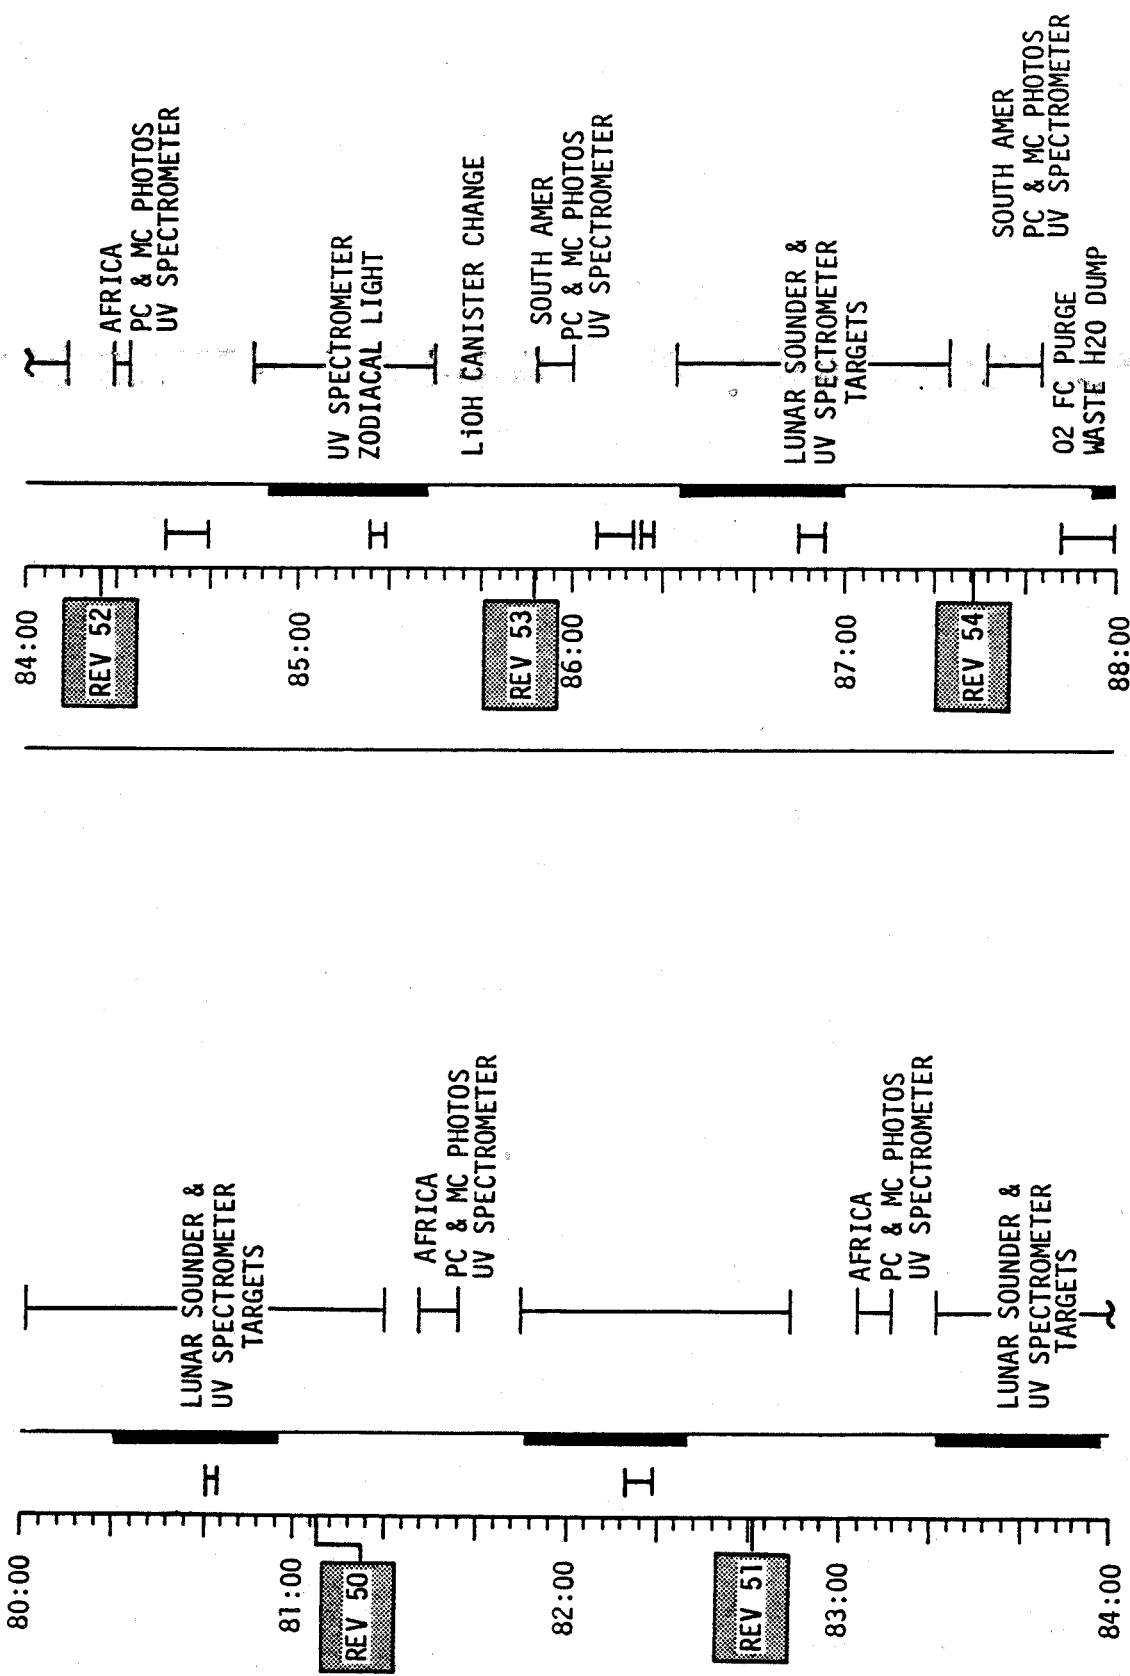 80:00
LUNAR SOUNDER &
UV SPECTROMETER
TARGETS
81:00
REV 50
AFRICA
PC & MC PHOTOS
UV SPECTROMETER
82:00
REV 51
83:00
AFRICA
PC & MC PHOTOS
UV SPECTROMETER
LUNAR SOUNDER &
UV SPECTROMETER
TARGETS
84:00
84:00
REV 52
AFRICA
PC & MC PHOTOS
UV SPECTROMETER
85:00
UV SPECTROMETER
ZODIACAL LIGHT
LiOH CANISTER CHANGE
REV 53
SOUTH AMER
PC & MC PHOTOS
UV SPECTROMETER
86:00
LUNAR SOUNDER &
UV SPECTROMETER
TARGETS
87:00
REV 54
SOUTH AMER
PC & MC PHOTOS
UV SPECTROMETER
O2 FC PURGE
WASTE H2O DUMP
88:00